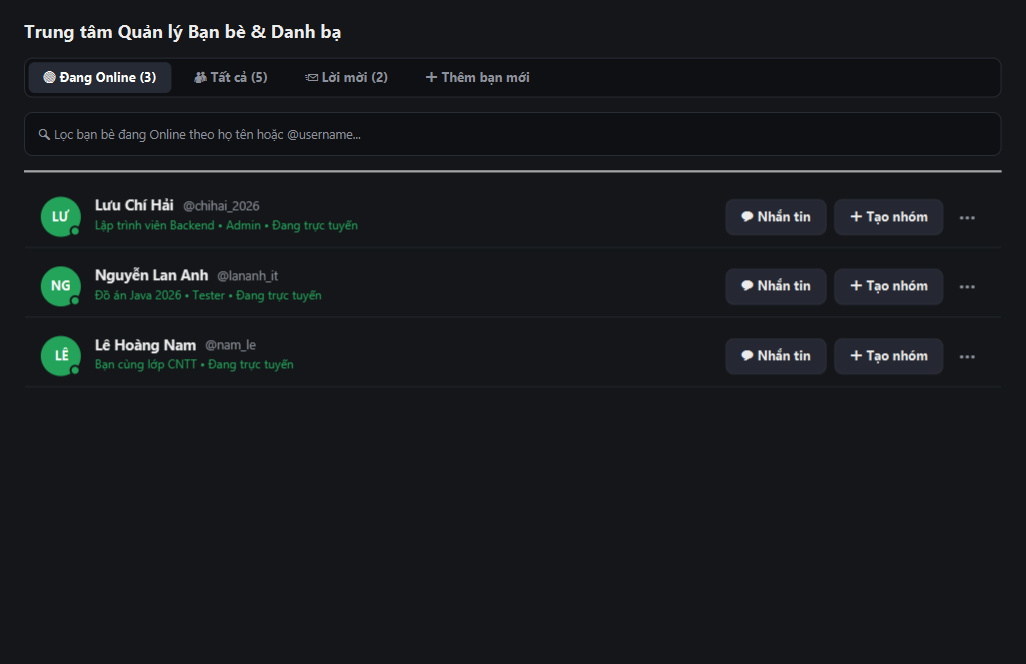 Trung tâm Quản lý Bạn bè & Danh bạ
Đang Online (3) Tất cả (5) Lời mời (2) + Thêm bạn mới
Lọc bạn bè đang Online theo họ tên hoặc @username...
LƯ Lưu Chí Hải @chihai_2026
Lập trình viên Backend • Admin • Đang trực tuyến
Nhắn tin + Tạo nhóm •••
NG Nguyễn Lan Anh @lananh_it
Đồ án Java 2026 • Tester • Đang trực tuyến
Nhắn tin + Tạo nhóm •••
LÊ Lê Hoàng Nam @nam_le
Bạn cùng lớp CNTT • Đang trực tuyến
Nhắn tin + Tạo nhóm •••